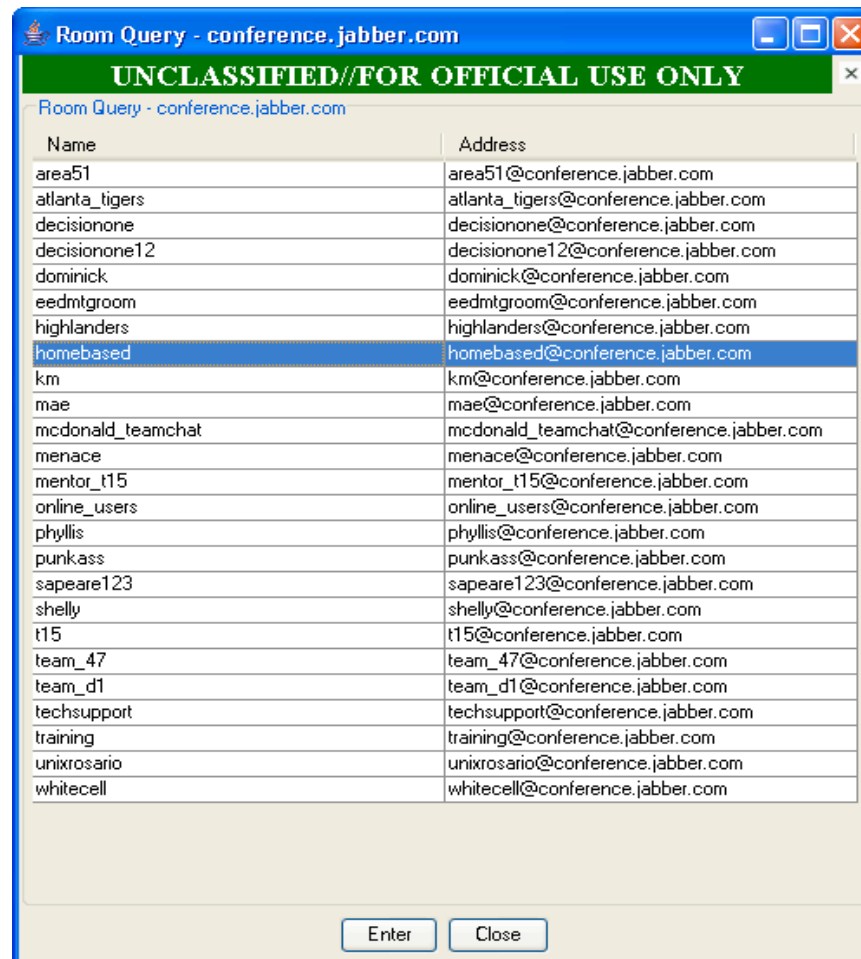 Room Query - conference.jabber.com
UNCLASSIFIED//FOR OFFICIAL USE ONLY
Room Query - conference.jabber.com
Name Address
area51 area51@conference.jabber.com
atlanta_tigers atlanta_tigers@conference.jabber.com
decisionone decisionone@conference.jabber.com
decisionone12 decisionone12@conference.jabber.com
dominick dominick@conference.jabber.com
eedmtgroom eedmtgroom@conference.jabber.com
highlanders highlanders@conference.jabber.com
homebased homebased@conference.jabber.com
km km@conference.jabber.com
mae mae@conference.jabber.com
mcdonald_teamchat mcdonald_teamchat@conference.jabber.com
menace menace@conference.jabber.com
mentor_t15 mentor_t15@conference.jabber.com
online_users online_users@conference.jabber.com
phyllis phyllis@conference.jabber.com
punkass punkass@conference.jabber.com
sapeare123 sapeare123@conference.jabber.com
shelly shelly@conference.jabber.com
t15 t15@conference.jabber.com
team_47 team_47@conference.jabber.com
team_d1 team_d1@conference.jabber.com
techsupport techsupport@conference.jabber.com
training training@conference.jabber.com
unixrosario unixrosario@conference.jabber.com
whitecell whitecell@conference.jabber.com
Enter Close